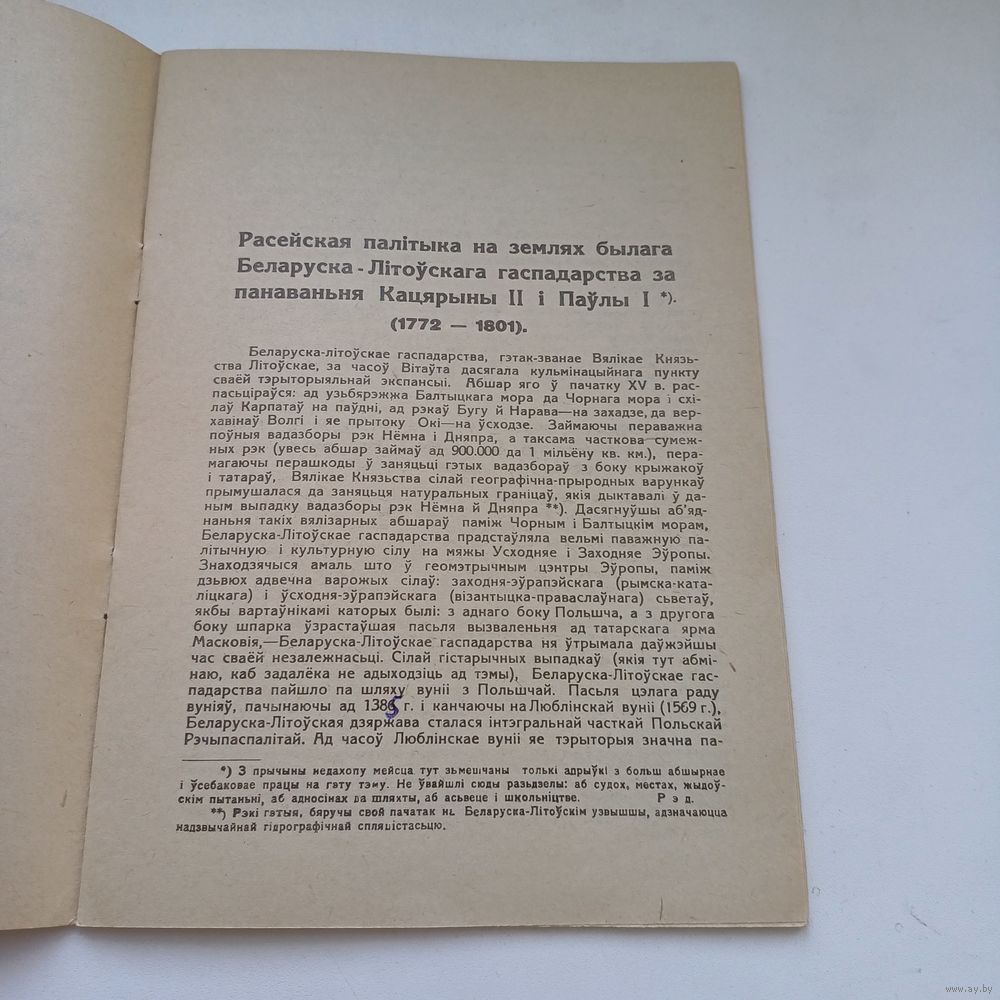 Расейская палітыка на землях былага
Беларуска-Літоўскага гаспадарства за
панаваньня Кацярыны II і Паўлы I *).
(1772 — 1801).
Беларуска-літоўскае гаспадарства, гэтак-званае Вялікае Князь-
ства Літоўскае, за часоў Вітаўта дасягала кульмінацыйнага пункту
сваёй тэрыторыяльнай экспансыі. Абшар яго ў пачатку XV в. рас-
пасьціраўся: ад узьбярэжжа Балтыцкага мора да Чорнага мора і схі-
лаў Карпатаў на паўдні, ад рэкаў Бугу й Нарава—на захадзе, да вер-
хавінаў Волгі і яе прытоку Окі—на ўсходзе. Займаючы пераважна
поўныя вадазборы рэк Нёмна і Дняпра, а таксама часткова сумеж-
ных рэк (увесь абшар займаў ад 900.000 да 1 мільёну кв. км.), пера-
магаючы перашкоды ў заняцьці гэтых вадазбораў з боку крыжакоў
і татараў, Вялікае Князьства сілай географічна-прыродных варункаў
прымушалася да заняцьця натуральных граніцаў, якія дыктавалі ў да-
ным выпадку вадазборы рэк Нёмна й Дняпра **). Дасягнуўшы аб'яд-
наньня такіх вялізарных абшараў паміж Чорным і Балтыцкім морам,
Беларуска-Літоўскае гаспадарства прадстаўляла вельмі паважную па-
літычную і культурную сілу на мяжы Усходняе і Заходняе Эўропы.
Знаходзячыся амаль што ў геомэтрычным цэнтры Эўропы, паміж
дзьвюх адвечна варожых сілаў: заходня-эўрапэйскага (рымска-ката-
ліцкага) і ўсходня-эўрапэйскага (візантыцка-праваслаўнага) сьветаў,
якбы вартаўнікамі каторых былі: з аднаго боку Польшча, а з другога
боку шпарка ўзрастаўшая пасьля вызваленьня ад татарскага ярма
Масковія,—Беларуска-Літоўскае гаспадарства ня ўтрымала даўжэйшы
час сваёй незалежнасьці. Сілай гістарычных выпадкаў (якія тут абмі-
наю, каб задалёка не адыходзіць ад тэмы), Беларуска-Літоўскае гас-
падарства пайшло па шляху вуніі з Польшчай. Пасьля цэлага раду
вуніяў, пачынаючы ад 1385 г. і канчаючы на Люблінскай вуніі (1569 г.),
Беларуска-Літоўская дзяржава сталася інтэгральнай часткай Польскай
Рэчыпаспалітай. Ад часоў Люблінскае вуніі яе тэрыторыя значна па-
*) З прычыны недахопу мейсца тут зьмешчаны толькі адрыўкі з больш абшырнае
і ўсебаковае працы на гэту тэму. Не ўвайшлі сюды разьдзелы: аб судох, местах, жыдоў-
скім пытаньні, аб адносінах да шляхты, аб асьвеце і школьніцтве. Рэд.
**) Рэкі гэтыя, бяручы свой пачатак на Беларуска-Літоўскім узвышшы, адзначаюцца
надзвычайнай гідрографічнай спляцістасьцю.
www.ay.by